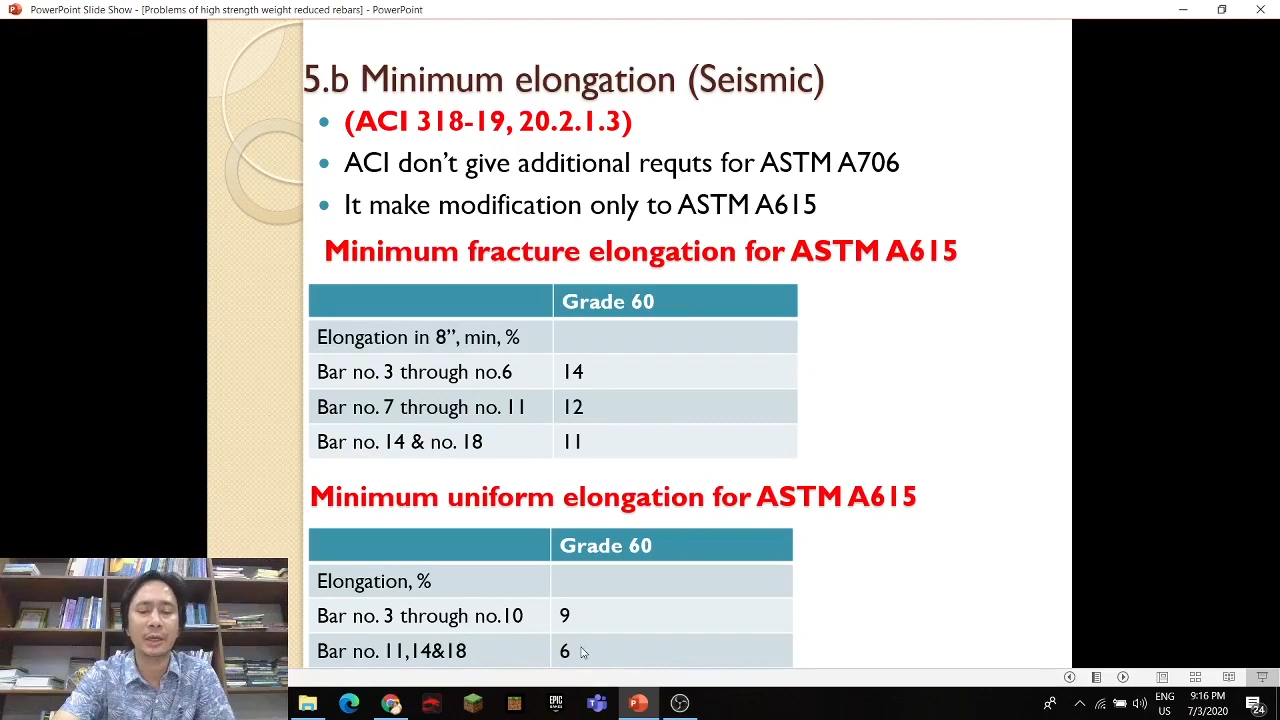 PowerPoint Slide Show - [Problems of high strength weight reduced rebars] - PowerPoint
5.b Minimum elongation (Seismic)
• (ACI 318-19, 20.2.1.3)
• ACI don't give additional requts for ASTM A706
• It make modification only to ASTM A615
Minimum fracture elongation for ASTM A615
Grade 60
Elongation in 8”, min, %
Bar no. 3 through no.6 14
Bar no. 7 through no. 11 12
Bar no. 14 & no. 18 11
Minimum uniform elongation for ASTM A615
Grade 60
Elongation, %
Bar no. 3 through no.10 9
Bar no. 11,14&18 6
EPIC
GAMES
ENG
US
9:16 PM
7/3/2020
24